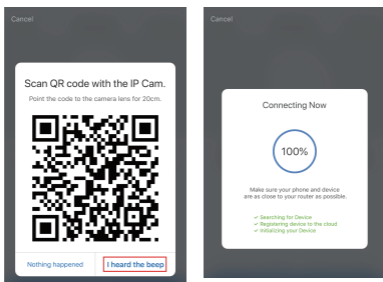 Cancel
Scan QR code with the IP Cam.
Point the code to the camera lens for 20cm.
Nothing happened
I heard the beep
Cancel
Connecting Now
100%
Make sure your phone and device
are as close to your router as possible.
✓ Searching for Device
✓ Registering device to the cloud
✓ Initializing your Device